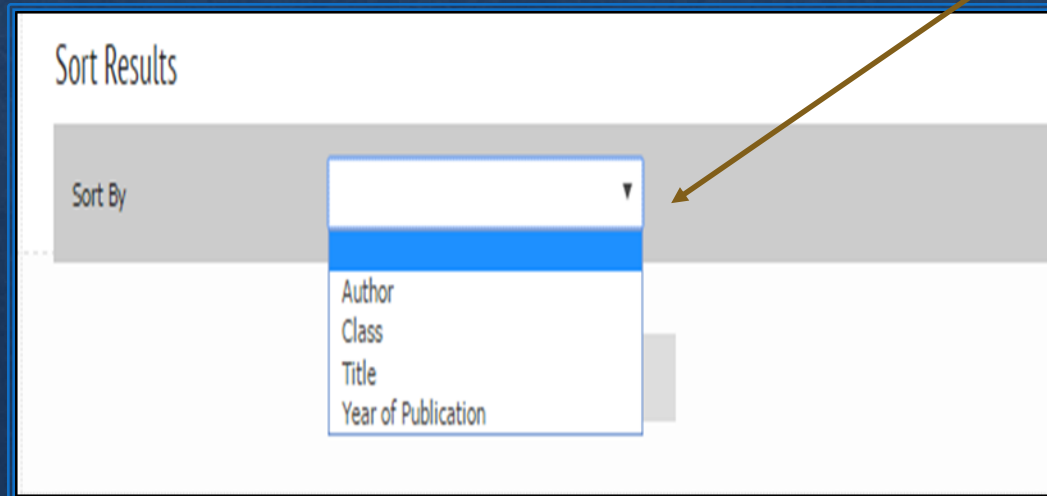 Sort Results
Sort By
Author
Class
Title
Year of Publication